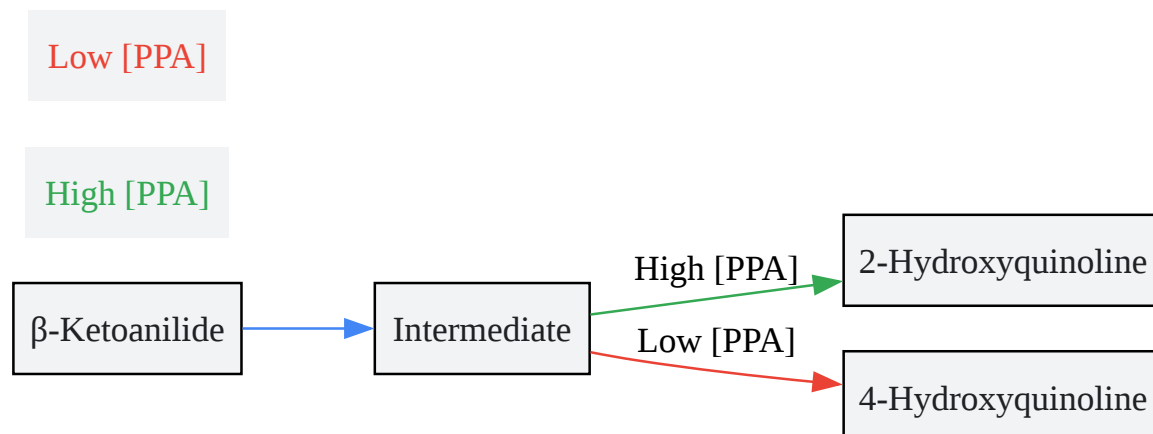 Low [PPA]
High [PPA]
β-Ketoanilide
Intermediate
High [PPA]
Low [PPA]
2-Hydroxyquinoline
4-Hydroxyquinoline